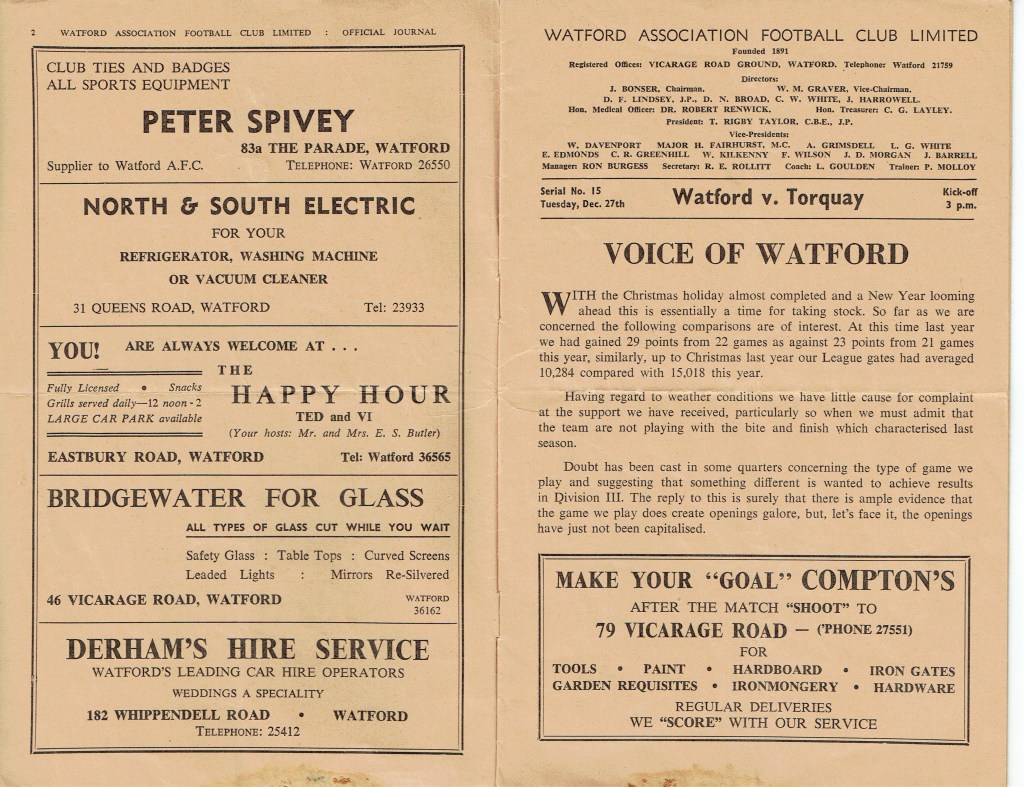 2 WATFORD ASSOCIATION FOOTBALL CLUB LIMITED : OFFICIAL JOURNAL
CLUB TIES AND BADGES
ALL SPORTS EQUIPMENT
PETER SPIVEY
83a THE PARADE, WATFORD
Supplier to Watford A.F.C. TELEPHONE: WATFORD 26550
NORTH & SOUTH ELECTRIC
FOR YOUR
REFRIGERATOR, WASHING MACHINE
OR VACUUM CLEANER
31 QUEENS ROAD, WATFORD Tel: 23933
YOU! ARE ALWAYS WELCOME AT . . .
THE
Fully Licensed • Snacks
Grills served daily—12 noon - 2
LARGE CAR PARK available
HAPPY HOUR
TED and VI
(Your hosts: Mr. and Mrs. E. S. Butler)
EASTBURY ROAD, WATFORD Tel: Watford 36565
BRIDGEWATER FOR GLASS
ALL TYPES OF GLASS CUT WHILE YOU WAIT
Safety Glass : Table Tops : Curved Screens
Leaded Lights : Mirrors Re-Silvered
46 VICARAGE ROAD, WATFORD WATFORD
36162
DERHAM'S HIRE SERVICE
WATFORD'S LEADING CAR HIRE OPERATORS
WEDDINGS A SPECIALITY
182 WHIPPENDELL ROAD • WATFORD
TELEPHONE: 25412
WATFORD ASSOCIATION FOOTBALL CLUB LIMITED
Founded 1891
Registered Offices: VICARAGE ROAD GROUND, WATFORD. Telephone: Watford 21759
Directors:
J. BONSER, Chairman. W. M. GRAVER, Vice-Chairman.
D. F. LINDSEY, J.P., D. N. BROAD, C. W. WHITE, J. HARROWELL.
Hon. Medical Officer: DR. ROBERT RENWICK. Hon. Treasurer: C. G. LAYLEY.
President: T. RIGBY TAYLOR, C.B.E., J.P.
Vice-Presidents:
W. DAVENPORT MAJOR H. FAIRHURST, M.C. A. GRIMSDELL L. G. WHITE
E. EDMONDS C. R. GREENHILL W. KILKENNY F. WILSON J. D. MORGAN J. BARRELL
Manager: RON BURGESS Secretary: R. E. ROLLITT Coach: L. GOULDEN Trainer: P. MOLLOY
Serial No. 15
Tuesday, Dec. 27th
Watford v. Torquay
Kick-off
3 p.m.
VOICE OF WATFORD
WITH the Christmas holiday almost completed and a New Year looming
ahead this is essentially a time for taking stock. So far as we are
concerned the following comparisons are of interest. At this time last year
we had gained 29 points from 22 games as against 23 points from 21 games
this year, similarly, up to Christmas last year our League gates had averaged
10,284 compared with 15,018 this year.
Having regard to weather conditions we have little cause for complaint
at the support we have received, particularly so when we must admit that
the team are not playing with the bite and finish which characterised last
season.
Doubt has been cast in some quarters concerning the type of game we
play and suggesting that something different is wanted to achieve results
in Division III. The reply to this is surely that there is ample evidence that
the game we play does create openings galore, but, let's face it, the openings
have just not been capitalised.
MAKE YOUR "GOAL" COMPTON'S
AFTER THE MATCH "SHOOT" TO
79 VICARAGE ROAD — ('PHONE 27551)
FOR
TOOLS • PAINT • HARDBOARD • IRON GATES
GARDEN REQUISITES • IRONMONGERY • HARDWARE
REGULAR DELIVERIES
WE "SCORE" WITH OUR SERVICE